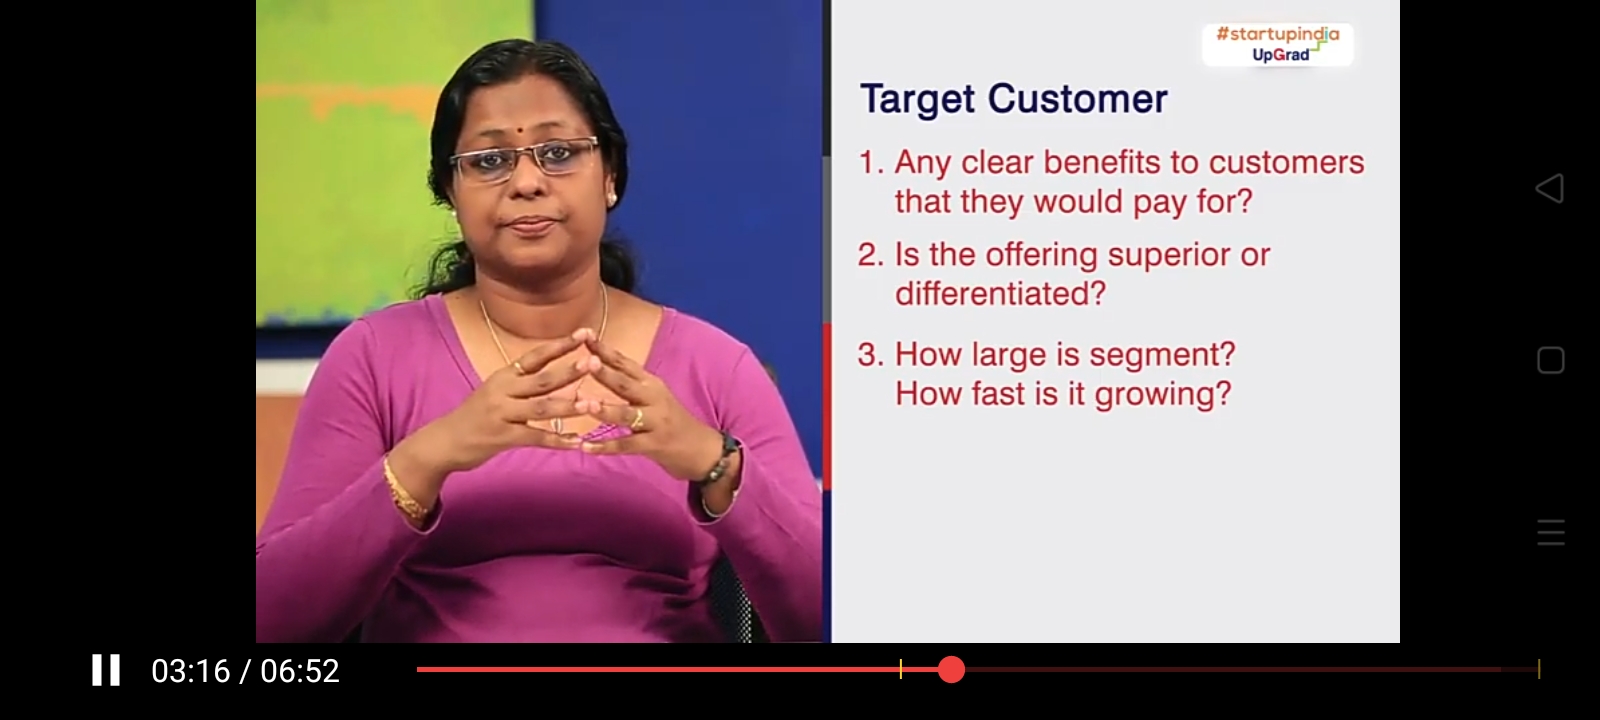 #startupindia
UpGrad
Target Customer
1. Any clear benefits to customers
that they would pay for?
2. Is the offering superior or
differentiated?
3. How large is segment?
How fast is it growing?
03:16 / 06:52